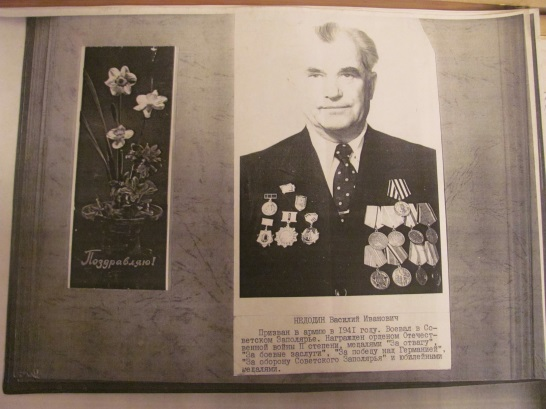 Поздравляю!
НИЛОДИН Василий Иванович
Призван в армию в 1941 году. Воевал в Со-
ветском Заполярье. Награжден орденом Отечест-
венной войны II степени, медалями "За отвагу",
"За боевые заслуги", "За победу над Германией",
"За оборону Советского Заполярья" и юбилейными
медалями.